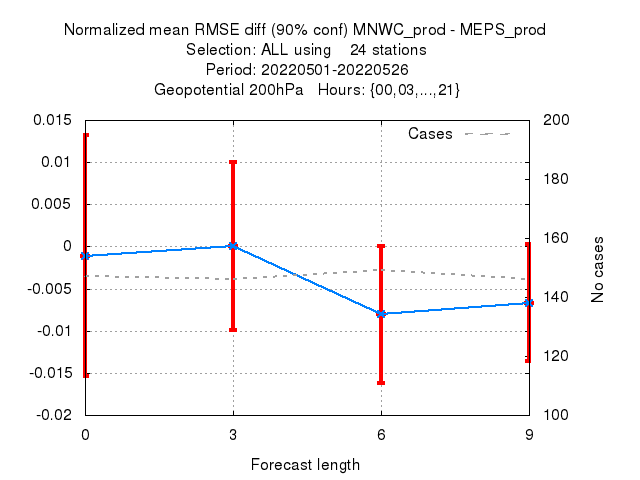 Normalized mean RMSE diff (90% conf) MNWC_prod - MEPS_prod
Selection: ALL using    24 stations
Period: 20220501-20220526
Geopotential 200hPa   Hours: {00,03,...,21}
Cases
0.015
0.01
0.005
0
-0.005
-0.01
-0.015
-0.02
200
180
160
140
120
100
No cases
0 3 6 9
Forecast length